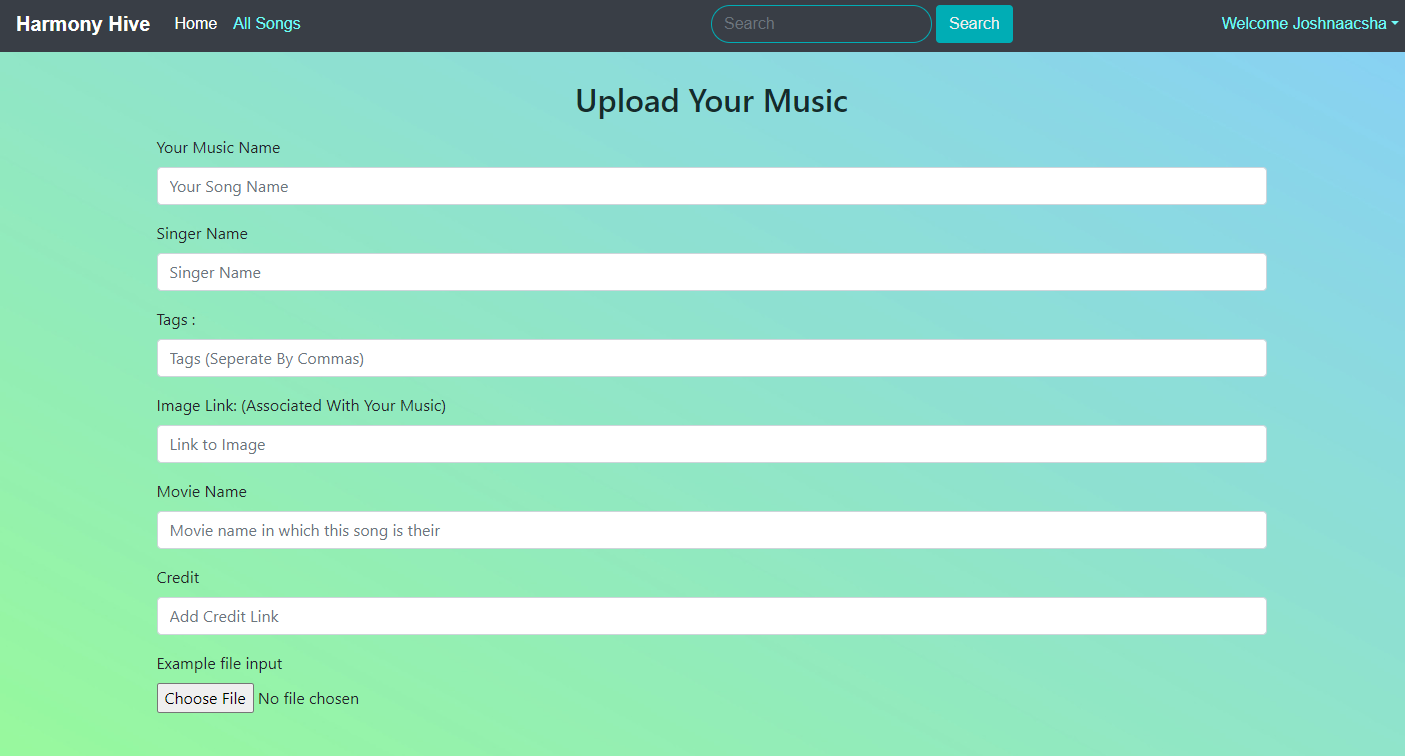 Harmony Hive Home All Songs Search Search Welcome Joshnaacsha
Upload Your Music
Your Music Name
Your Song Name
Singer Name
Singer Name
Tags :
Tags (Seperate By Commas)
Image Link: (Associated With Your Music)
Link to Image
Movie Name
Movie name in which this song is their
Credit
Add Credit Link
Example file input
Choose File No file chosen